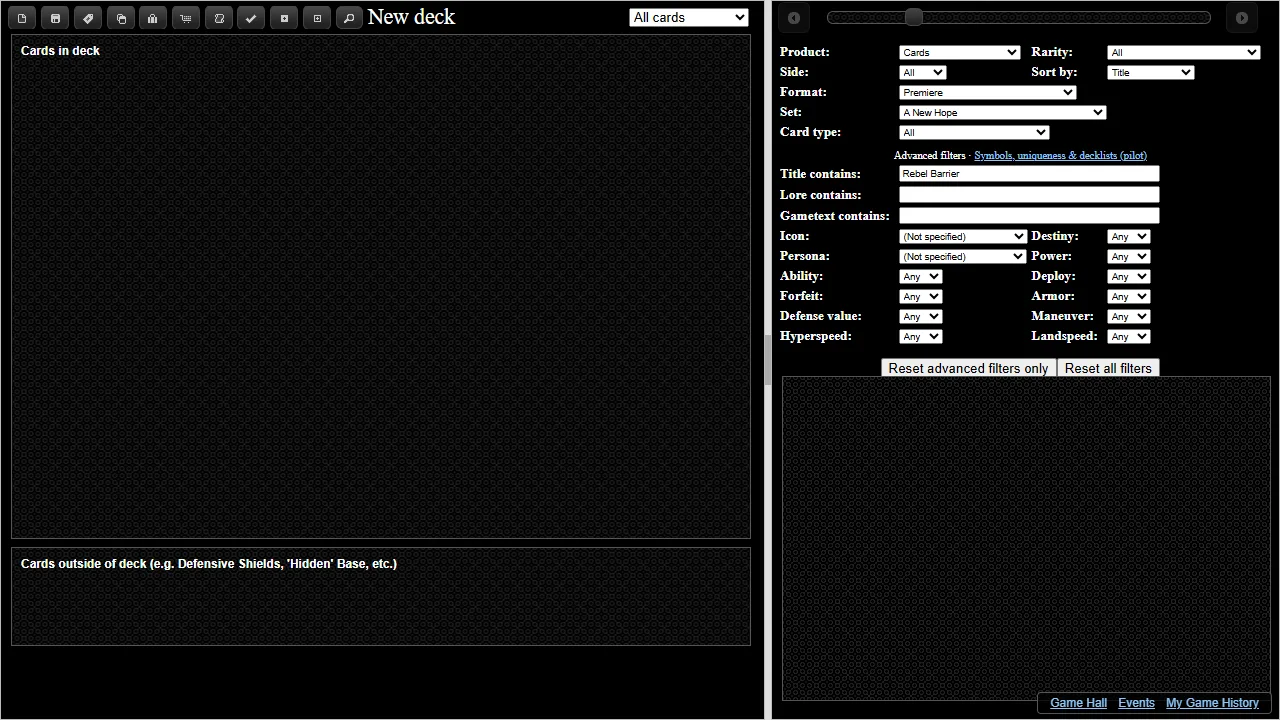 New deck All cards
Cards in deck
Cards outside of deck (e.g. Defensive Shields, 'Hidden' Base, etc.)
Product: Cards Rarity: All
Side: All Sort by: Title
Format: Premiere
Set: A New Hope
Card type: All
Advanced filters - Symbols, uniqueness & decklists (pilot)
Title contains: Rebel Barrier
Lore contains:
Gametext contains:
Icon: (Not specified) Destiny: Any
Persona: (Not specified) Power: Any
Ability: Any Deploy: Any
Forfeit: Any Armor: Any
Defense value: Any Maneuver: Any
Hyperspeed: Any Landspeed: Any
Reset advanced filters only Reset all filters
Game Hall Events My Game History